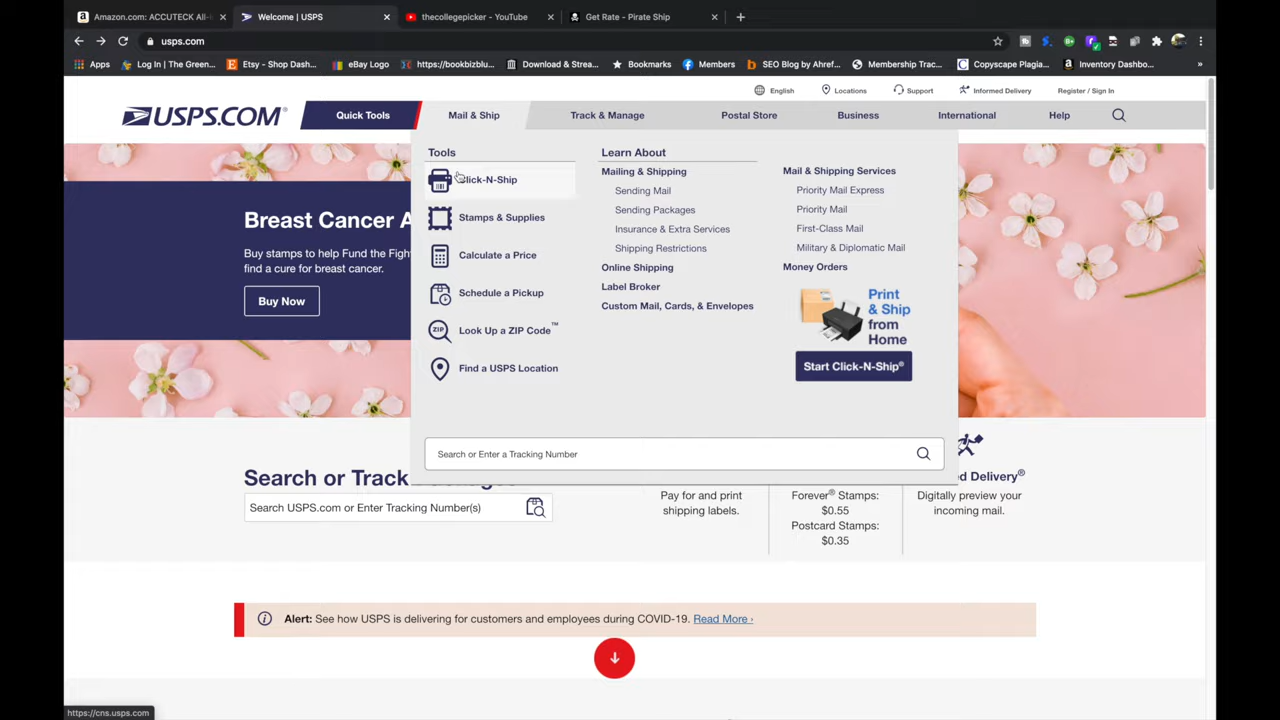 Amazon.com: ACCUTECK All-i
Welcome | USPS
thecollegepicker - YouTube
Get Rate - Pirate Ship
usps.com
Apps
Log In | The Green...
Etsy - Shop Dash...
eBay Logo
https://bookbizblu...
Download & Strea...
Bookmarks
Members
SEO Blog by Ahref...
Membership Trac...
Copyscape Plagia...
Inventory Dashbo...
English
Locations
Support
Informed Delivery
Register / Sign In
USPS.COM®
Quick Tools
Mail & Ship
Track & Manage
Postal Store
Business
International
Help
Tools
Click-N-Ship
Stamps & Supplies
Calculate a Price
Schedule a Pickup
ZIP Look Up a ZIP Code™
Find a USPS Location
Learn About
Mailing & Shipping
Sending Mail
Sending Packages
Insurance & Extra Services
Shipping Restrictions
Online Shipping
Label Broker
Custom Mail, Cards, & Envelopes
Mail & Shipping Services
Priority Mail Express
Priority Mail
First-Class Mail
Military & Diplomatic Mail
Money Orders
Print
& Ship
from
Home
Start Click-N-Ship®
Search or Enter a Tracking Number
Breast Cancer A
Buy stamps to help Fund the Figh
find a cure for breast cancer.
Buy Now
Search or Track
Search USPS.com or Enter Tracking Number(s)
Pay for and print
shipping labels.
Forever® Stamps:
$0.55
Postcard Stamps:
$0.35
ed Delivery®
Digitally preview your
incoming mail.
Alert: See how USPS is delivering for customers and employees during COVID-19. Read More ›
https://cns.usps.com